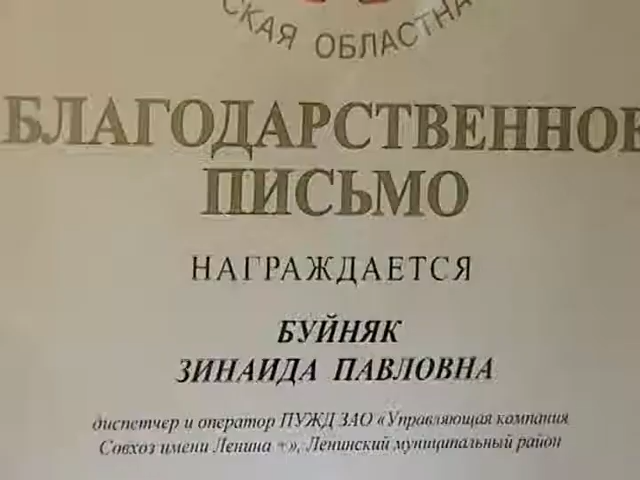 СКАЯ ОБЛАСТНА
БЛАГОДАРСТВЕННОЕ
ПИСЬМО
НАГРАЖДАЕТСЯ
БУЙНЯК
ЗИНАИДА ПАВЛОВНА
диспетчер и оператор ПУЖД ЗАО «Управляющая компания
Совхоз имени Ленина +», Ленинский муниципальный район